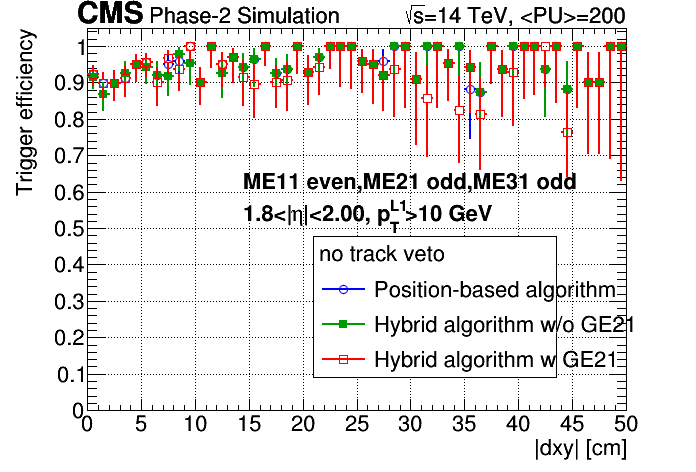 CMS Phase-2 Simulation √s=14 TeV, <PU>=200
Trigger efficiency
1
0.9
0.8
0.7
0.6
0.5
0.4
0.3
0.2
0.1
0
ME11 even,ME21 odd,ME31 odd
1.8<|η|<2.00, p_T^L1>10 GeV
no track veto
Position-based algorithm
Hybrid algorithm w/o GE21
Hybrid algorithm w GE21
0 5 10 15 20 25 30 35 40 45 50
|dxy| [cm]